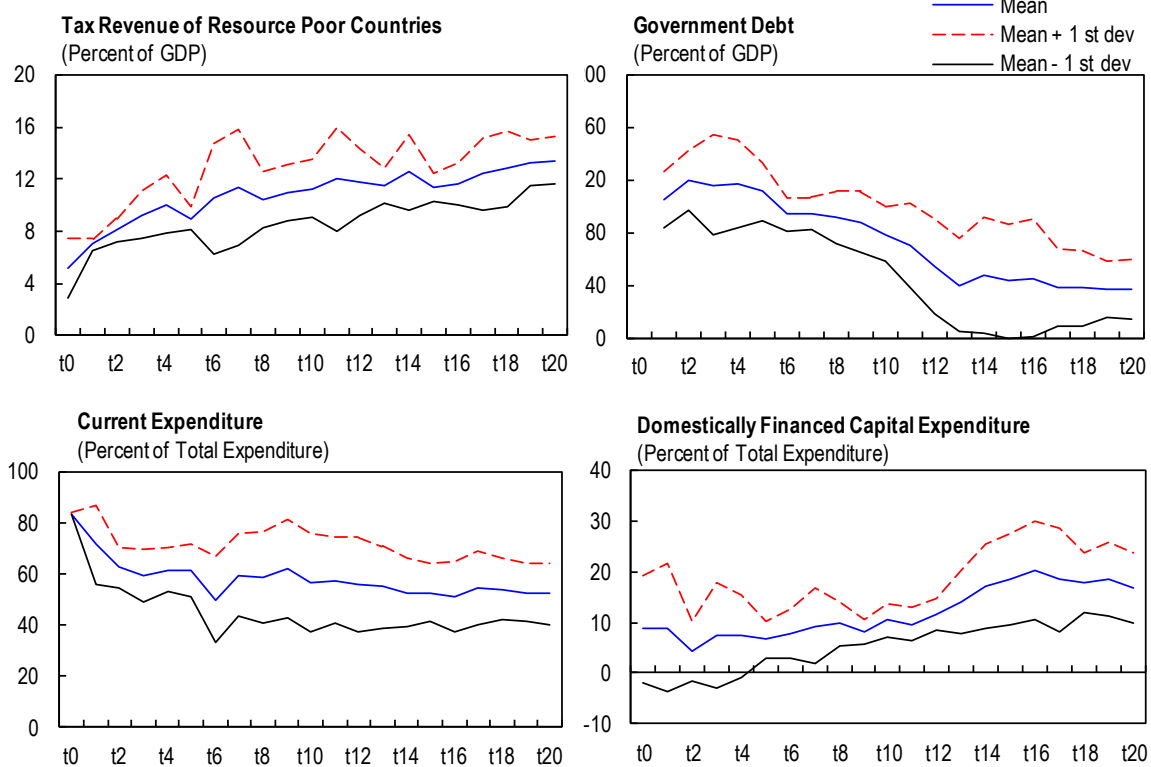 Mean
Mean + 1 st dev
Mean - 1 st dev
Tax Revenue of Resource Poor Countries
(Percent of GDP)
20
16
12
8
4
0
t0 t2 t4 t6 t8 t10 t12 t14 t16 t18 t20
Government Debt
(Percent of GDP)
00
60
20
80
40
0
t0 t2 t4 t6 t8 t10 t12 t14 t16 t18 t20
Current Expenditure
(Percent of Total Expenditure)
100
80
60
40
20
0
t0 t2 t4 t6 t8 t10 t12 t14 t16 t18 t20
Domestically Financed Capital Expenditure
(Percent of Total Expenditure)
40
30
20
10
0
-10
t0 t2 t4 t6 t8 t10 t12 t14 t16 t18 t20